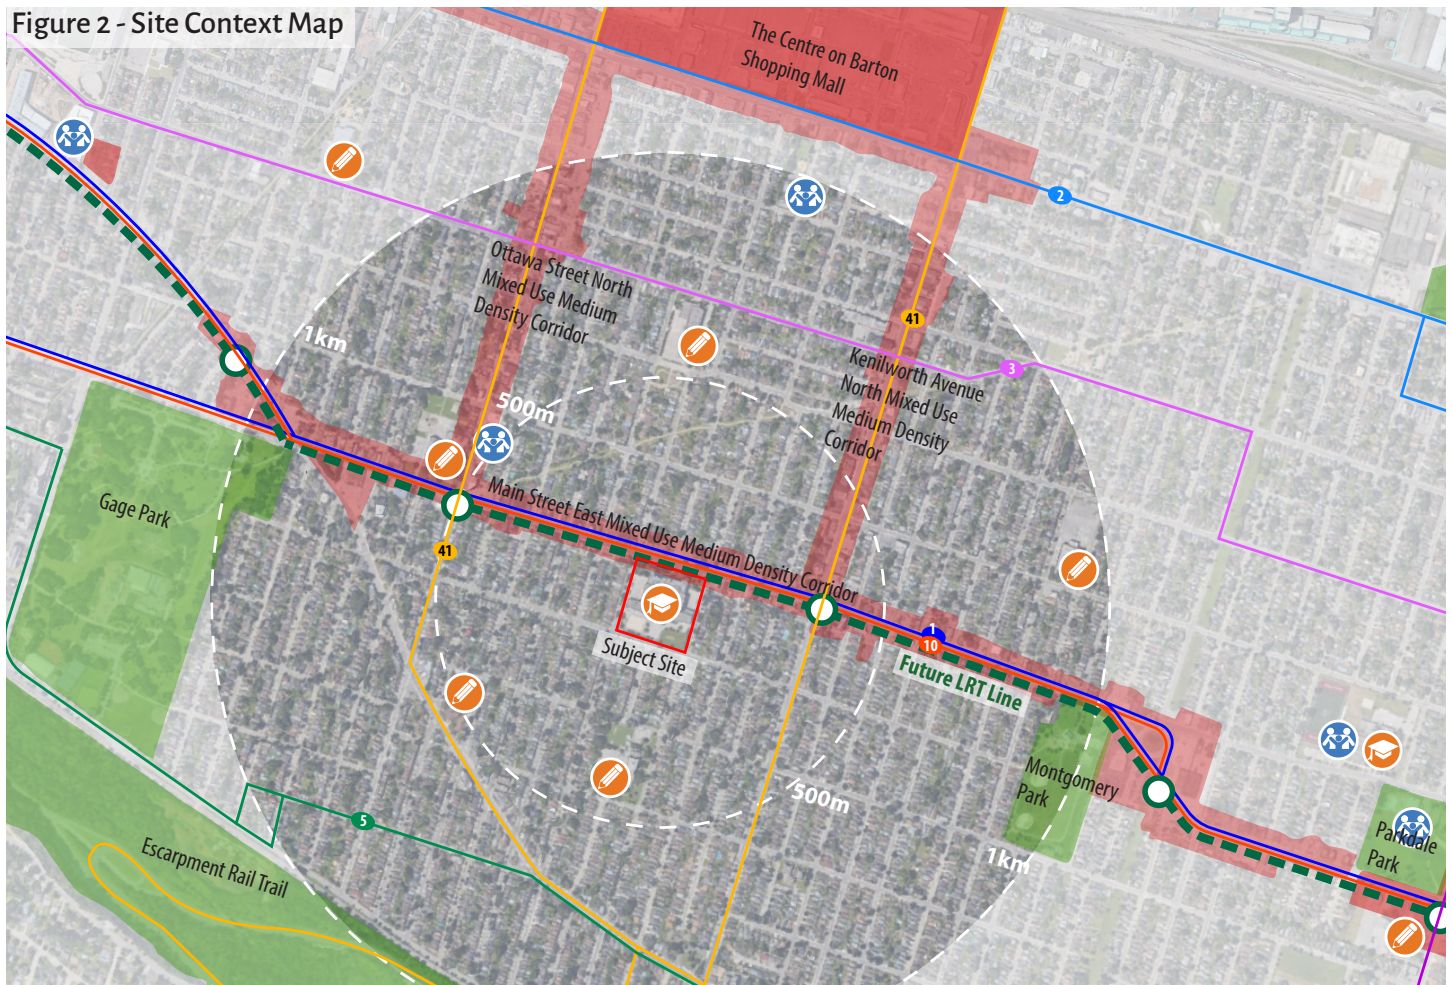 Figure 2 - Site Context Map
The Centre on Barton
Shopping Mall
2
Ottawa Street North
Mixed Use Medium
Density Corridor
1km
41
Kenilworth Avenue
North Mixed Use
Medium Density
Corridor
3
500m
Gage Park
Main Street East Mixed Use Medium Density Corridor
41
1
10
Subject Site
Future LRT Line
Montgomery
Park
500m
5
Escarpment Rail Trail
1km
Parkdale
Park